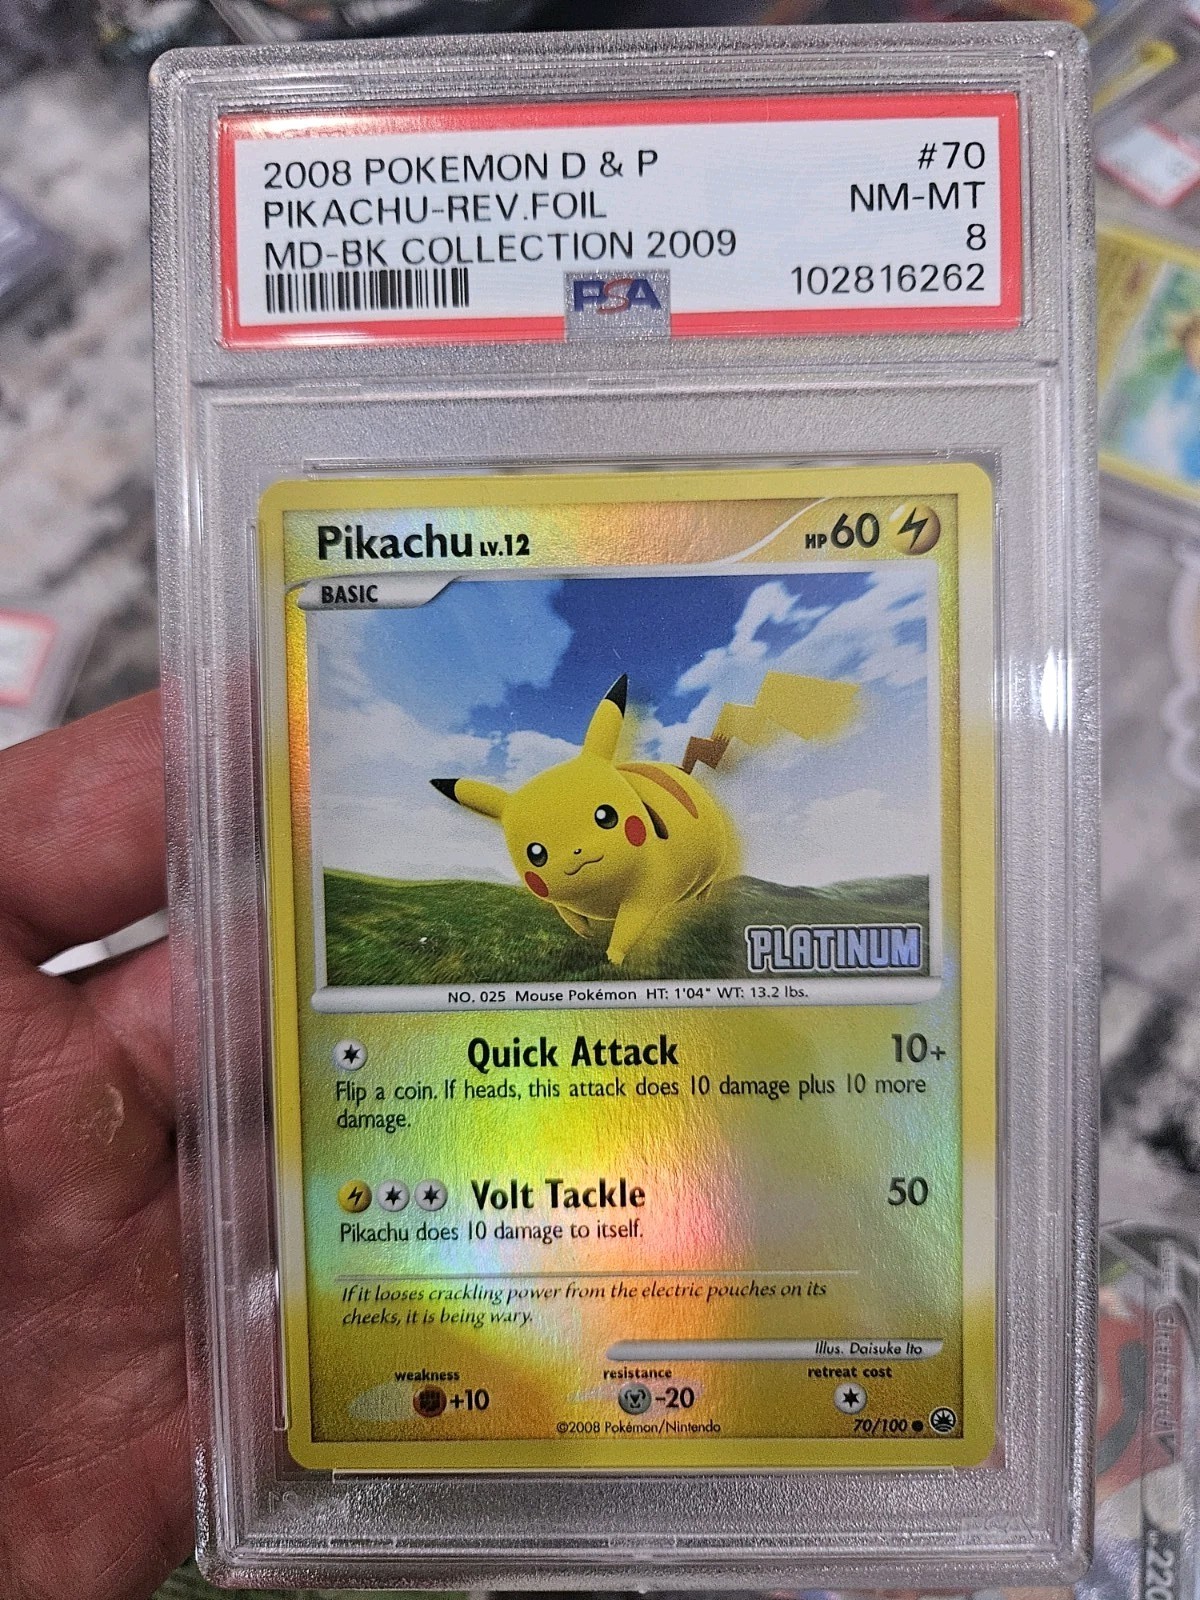 2008 POKEMON D & P #70
PIKACHU-REV.FOIL NM-MT
MD-BK COLLECTION 2009 8
PSA 102816262
Pikachu LV.12 HP 60
BASIC
PLATINUM
NO. 025 Mouse Pokémon HT: 1'04" WT: 13.2 lbs.
Quick Attack 10+
Flip a coin. If heads, this attack does 10 damage plus 10 more
damage.
Volt Tackle 50
Pikachu does 10 damage to itself.
If it looses crackling power from the electric pouches on its
cheeks, it is being wary.
Illus. Daisuke Ito
weakness resistance retreat cost
+10 -20
©2008 Pokémon/Nintendo 70/100
220